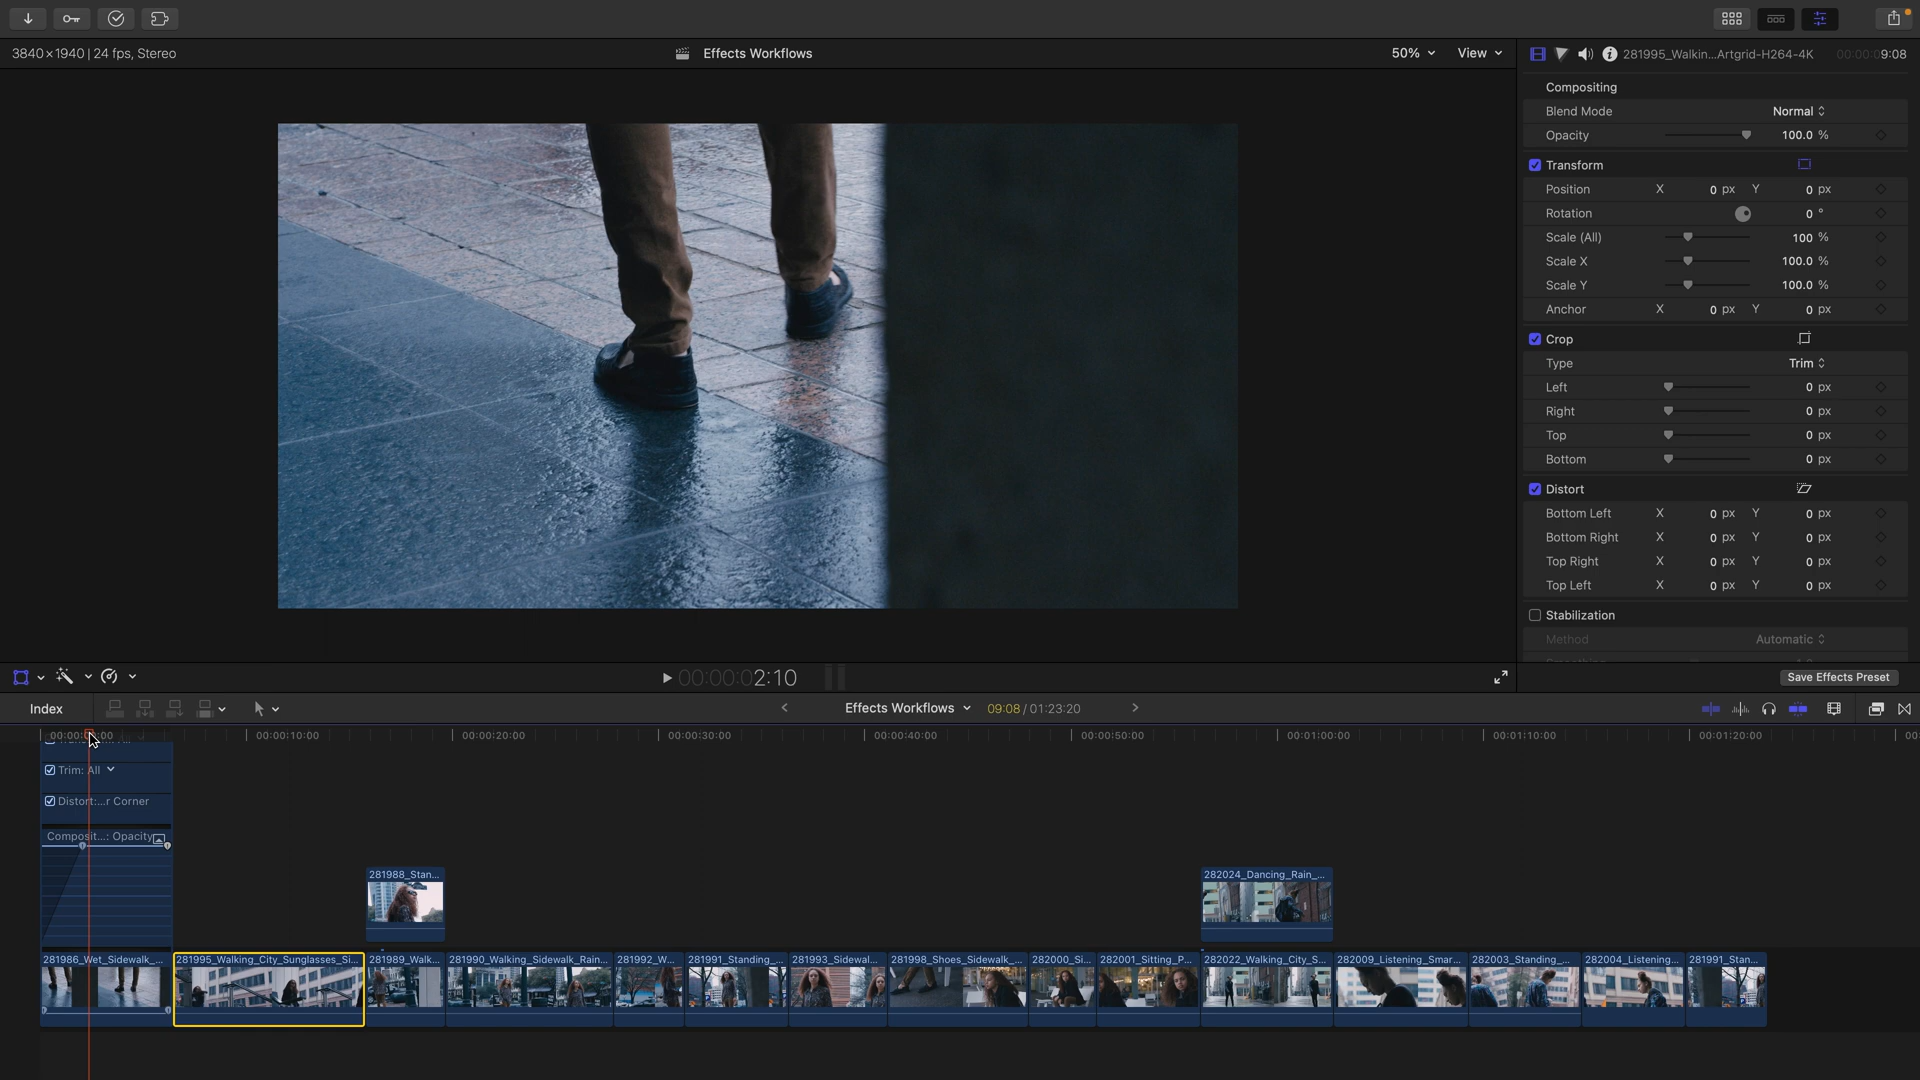 3840×1940 | 24 fps, Stereo
Effects Workflows
50%
View
281995_Walkin...Artgrid-H264-4K
00:00:09:08
Compositing
Blend Mode
Normal
Opacity
100.0 %
Transform
Position
X 0 px Y 0 px
Rotation
0 °
Scale (All)
100 %
Scale X
100.0 %
Scale Y
100.0 %
Anchor
X 0 px Y 0 px
Crop
Type
Trim
Left
0 px
Right
0 px
Top
0 px
Bottom
0 px
Distort
Bottom Left
X 0 px Y 0 px
Bottom Right
X 0 px Y 0 px
Top Right
X 0 px Y 0 px
Top Left
X 0 px Y 0 px
Stabilization
Method
Automatic
00:00:02:10
Save Effects Preset
Index
Effects Workflows
09:08 / 01:23:20
00:00:10:00
00:00:20:00
00:00:30:00
00:00:40:00
00:00:50:00
00:01:00:00
00:01:10:00
00:01:20:00
Trim: All
Distort:...r Corner
Composit...: Opacity
281988_Stan...
282024_Dancing_Rain_...
281986_Wet_Sidewalk_...
281995_Walking_City_Sunglasses_Si...
281989_Walk...
281990_Walking_Sidewalk_Rain...
281992_W...
281991_Standing_...
281993_Sidewal...
281998_Shoes_Sidewalk_...
282000_Si...
282001_Sitting_P...
282022_Walking_City_S...
282009_Listening_Smar...
282003_Standing_...
282004_Listening...
281991_Stan...